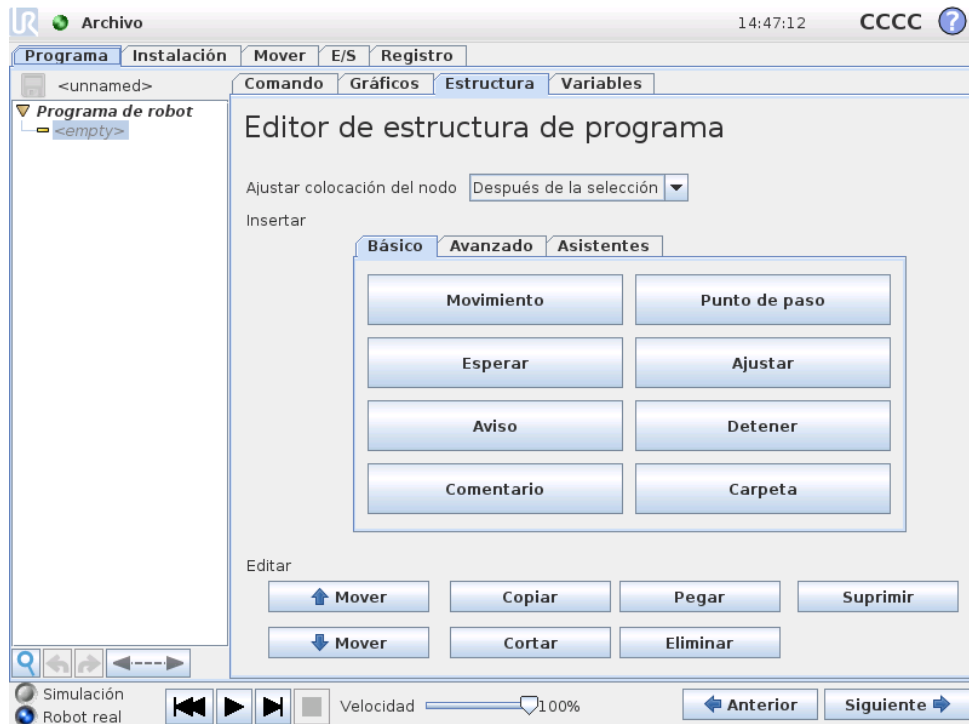 UR Archivo 14:47:12 CCCC ?
Programa Instalación Mover E/S Registro
<unnamed>
Comando Gráficos Estructura Variables
Programa de robot
<empty>
Editor de estructura de programa
Ajustar colocación del nodo Después de la selección
Insertar
Básico Avanzado Asistentes
Movimiento Punto de paso
Esperar Ajustar
Aviso Detener
Comentario Carpeta
Editar
Mover Copiar Pegar Suprimir
Mover Cortar Eliminar
Simulación
Robot real
Velocidad 100%
Anterior Siguiente